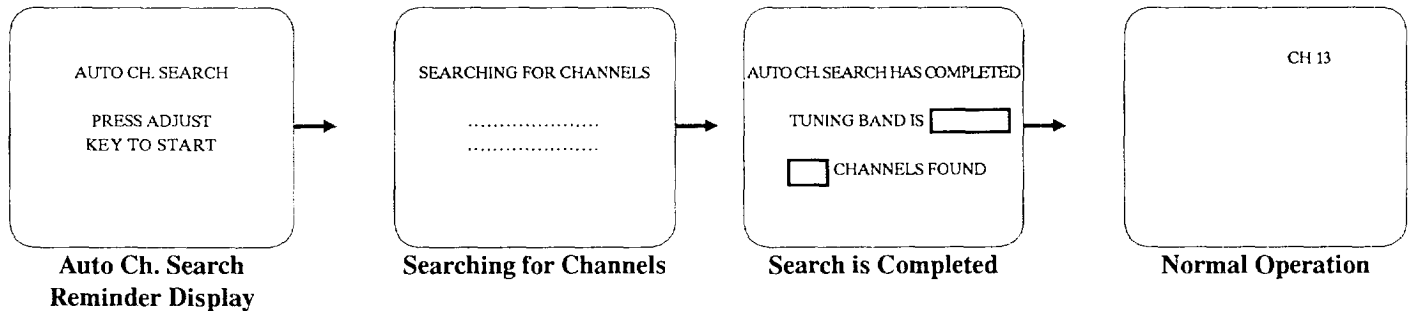 AUTO CH. SEARCH
PRESS ADJUST
KEY TO START
Auto Ch. Search
Reminder Display
SEARCHING FOR CHANNELS
....................
....................
Searching for Channels
AUTO CH. SEARCH HAS COMPLETED
TUNING BAND IS
CHANNELS FOUND
Search is Completed
CH 13
Normal Operation